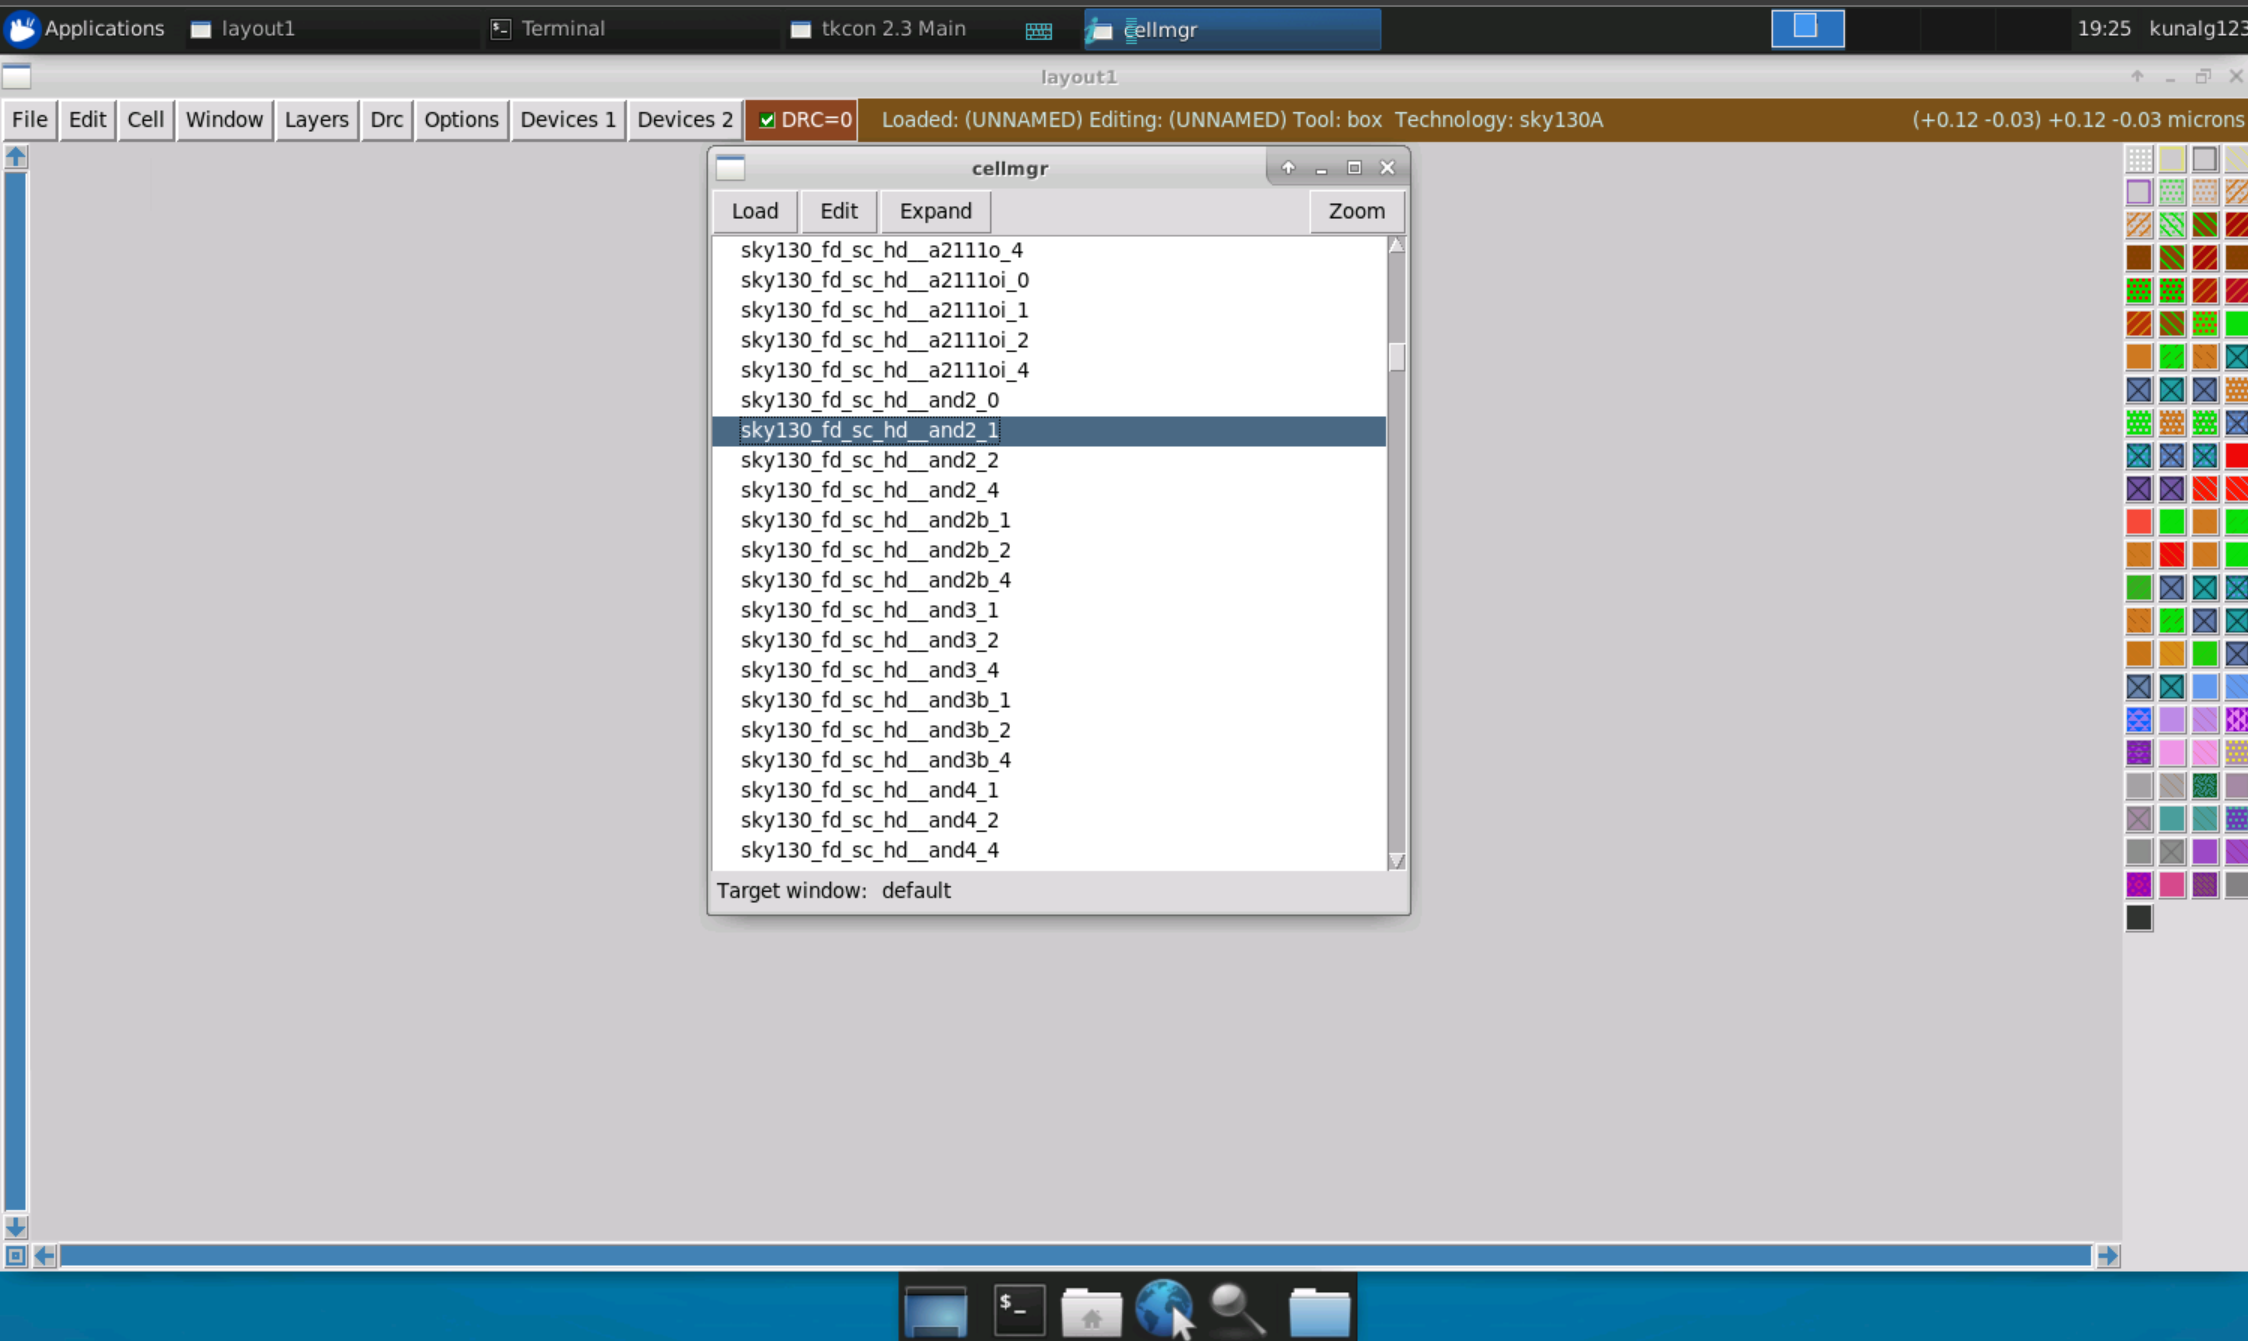 Applications layout1 Terminal tkcon 2.3 Main cellmgr 19:25 kunalg123
layout1
File Edit Cell Window Layers Drc Options Devices 1 Devices 2 DRC=0 Loaded: (UNNAMED) Editing: (UNNAMED) Tool: box Technology: sky130A (+0.12 -0.03) +0.12 -0.03 microns
cellmgr
Load Edit Expand Zoom
sky130_fd_sc_hd__a2111o_4
sky130_fd_sc_hd__a2111oi_0
sky130_fd_sc_hd__a2111oi_1
sky130_fd_sc_hd__a2111oi_2
sky130_fd_sc_hd__a2111oi_4
sky130_fd_sc_hd__and2_0
sky130_fd_sc_hd__and2_1
sky130_fd_sc_hd__and2_2
sky130_fd_sc_hd__and2_4
sky130_fd_sc_hd__and2b_1
sky130_fd_sc_hd__and2b_2
sky130_fd_sc_hd__and2b_4
sky130_fd_sc_hd__and3_1
sky130_fd_sc_hd__and3_2
sky130_fd_sc_hd__and3_4
sky130_fd_sc_hd__and3b_1
sky130_fd_sc_hd__and3b_2
sky130_fd_sc_hd__and3b_4
sky130_fd_sc_hd__and4_1
sky130_fd_sc_hd__and4_2
sky130_fd_sc_hd__and4_4
Target window: default
$_